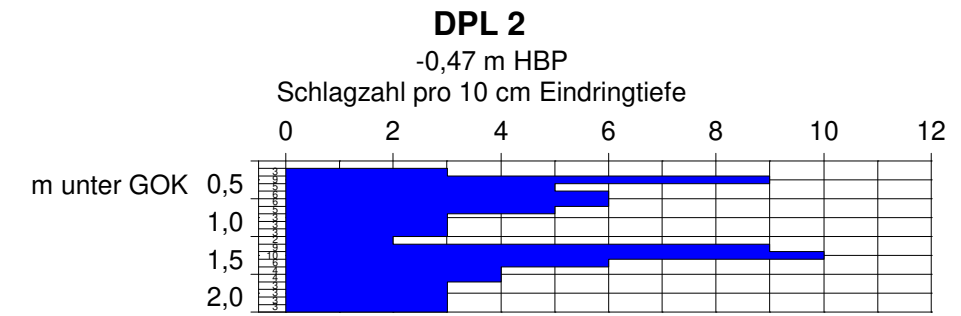 DPL 2
-0,47 m HBP
Schlagzahl pro 10 cm Eindringtiefe
0 2 4 6 8 10 12
m unter GOK 0,5
1,0
1,5
2,0